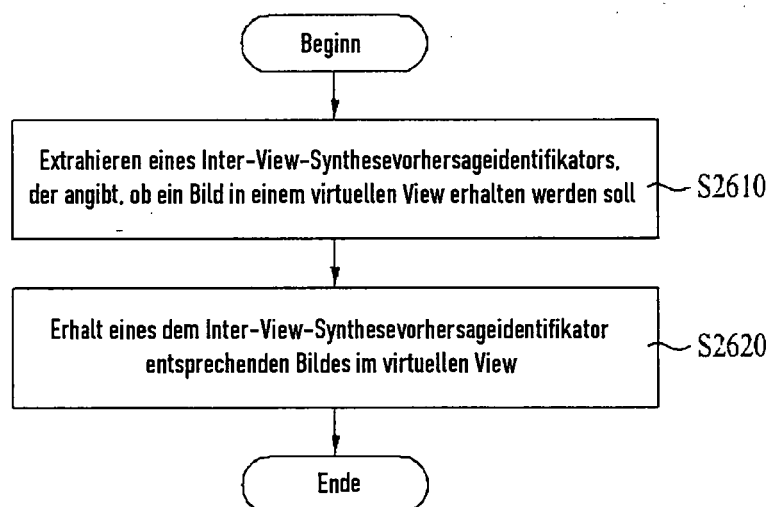 Beginn
Extrahieren eines Inter-View-Synthesevorhersageidentifikators,
der angibt, ob ein Bild in einem virtuellen View erhalten werden soll
S2610
Erhalt eines dem Inter-View-Synthesevorhersageidentifikator
entsprechenden Bildes im virtuellen View
S2620
Ende